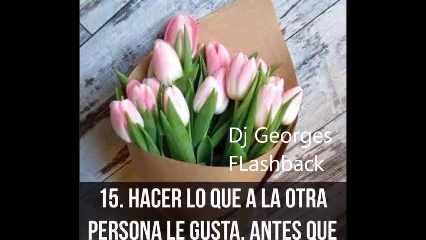 Dj Georges
FLashback
15. HACER LO QUE A LA OTRA
PERSONA LE GUSTA, ANTES QUE